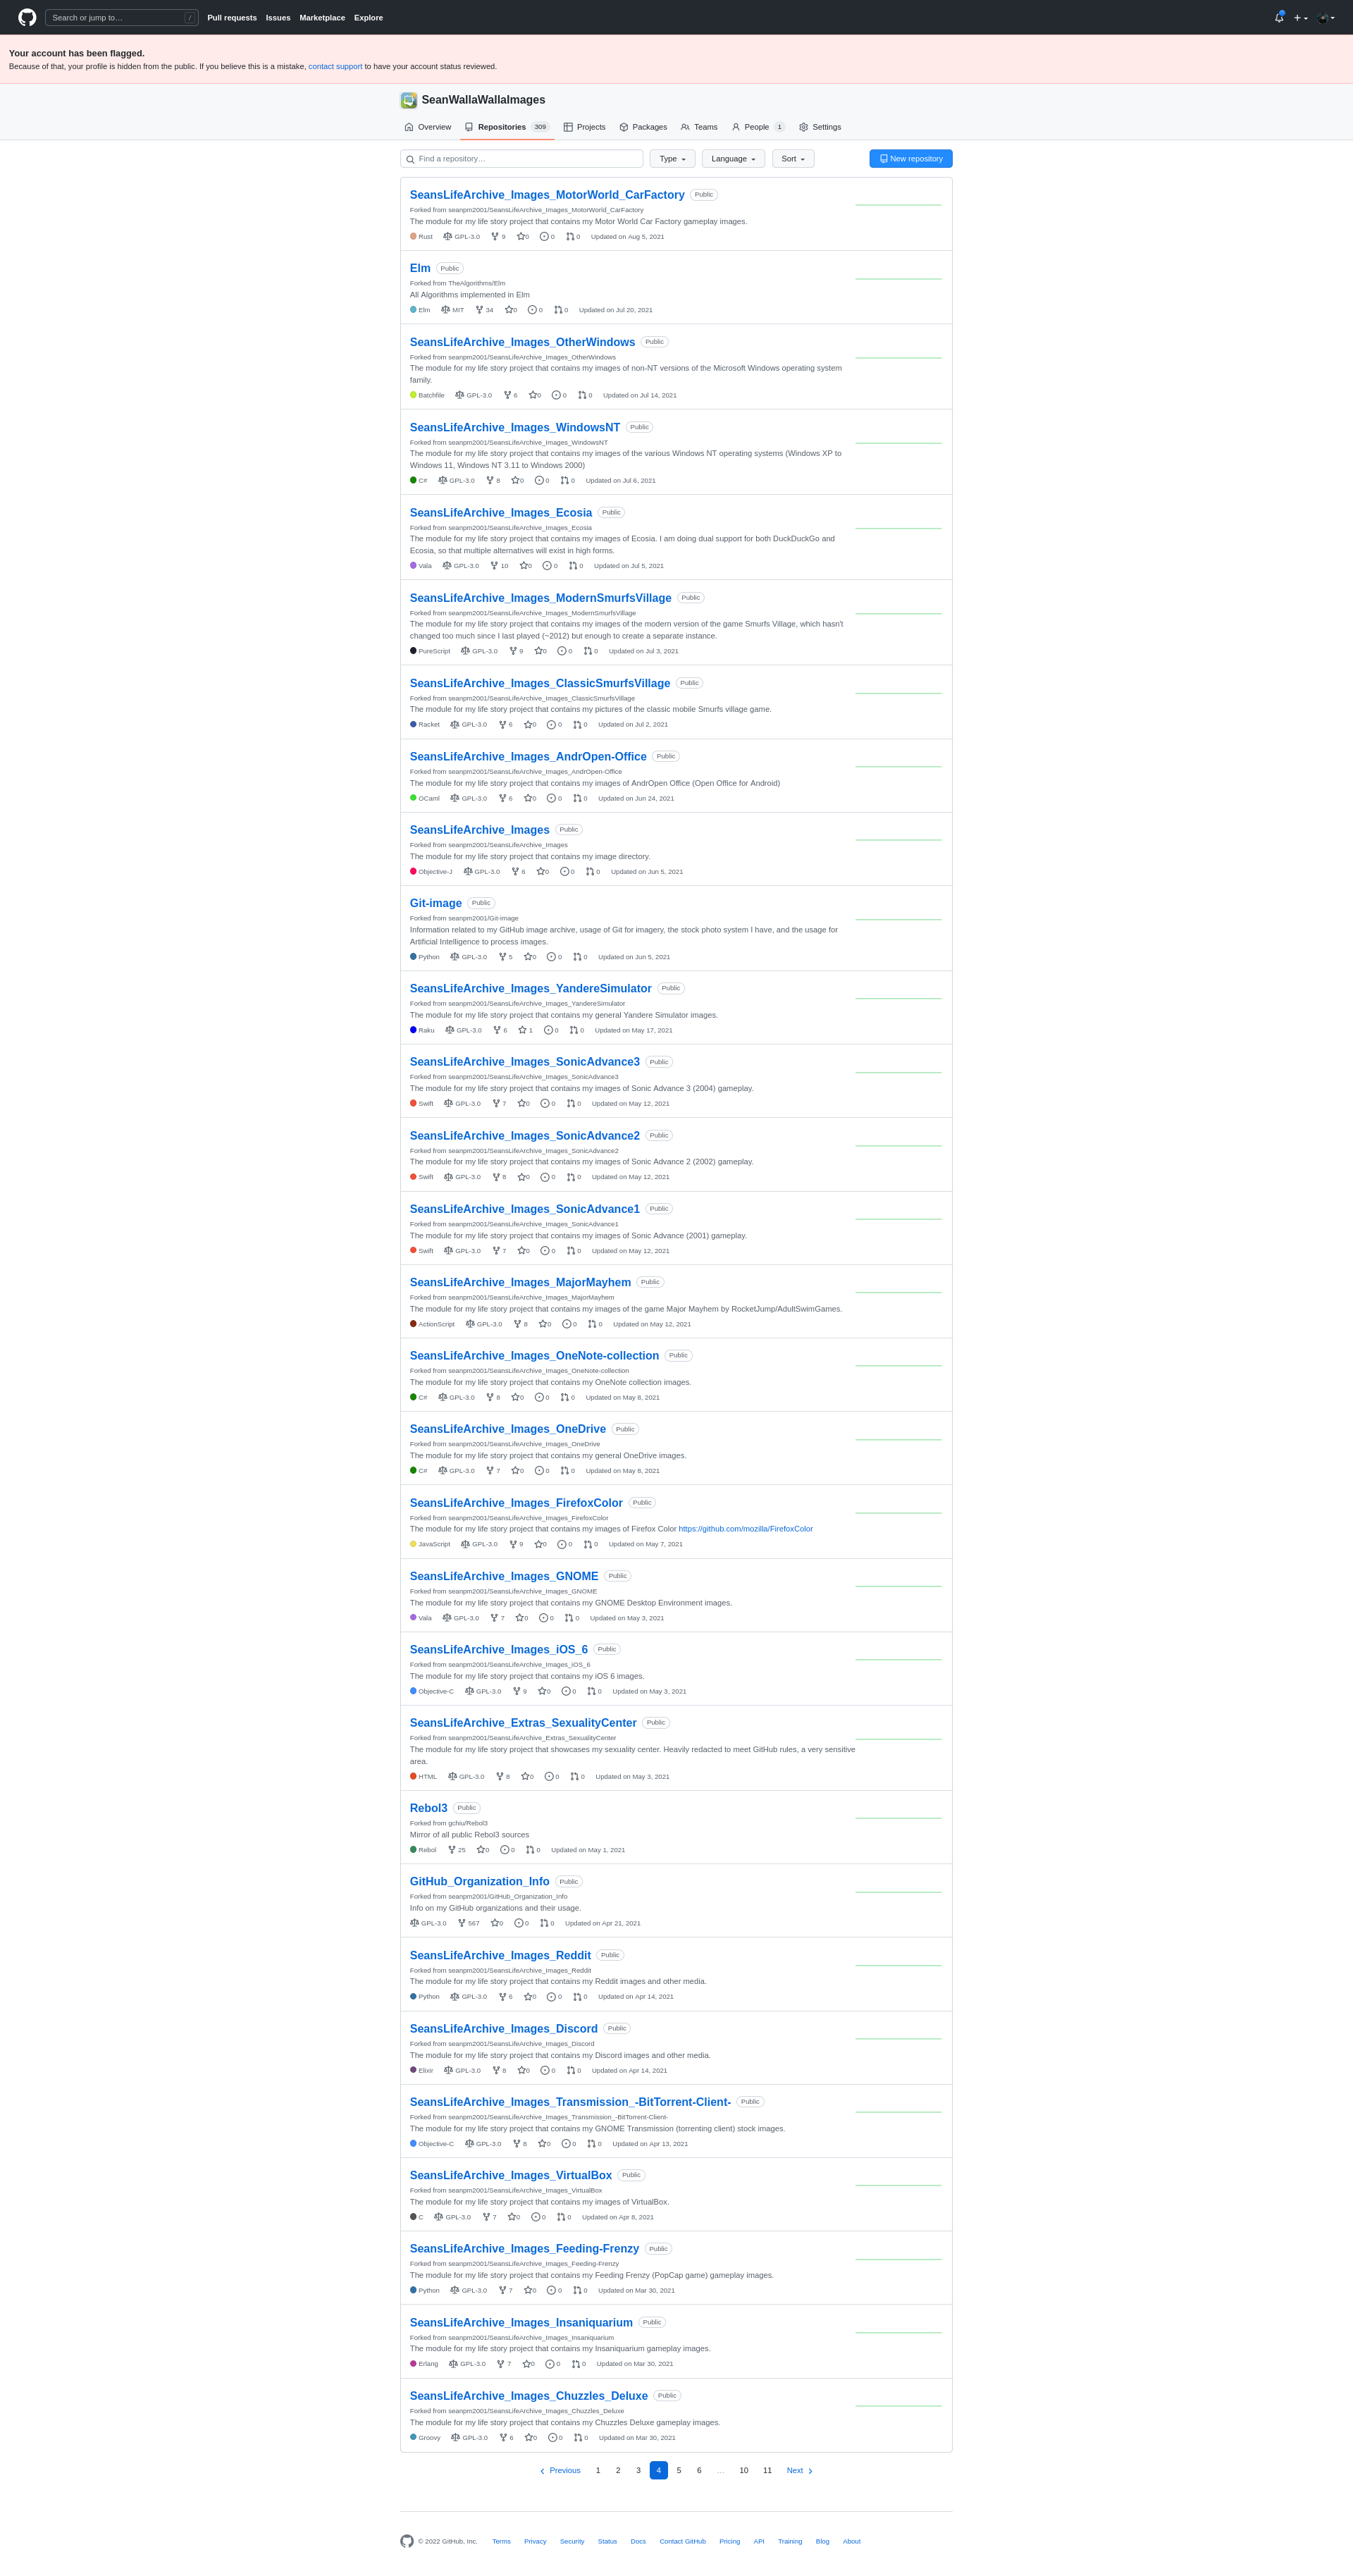 Search or jump to…
/
Pull requests Issues Marketplace Explore
Your account has been flagged.
Because of that, your profile is hidden from the public. If you believe this is a mistake, contact support to have your account status reviewed.
SeanWallaWallaImages
Overview Repositories 309 Projects Packages Teams People 1 Settings
Find a repository… Type Language Sort New repository
SeansLifeArchive_Images_MotorWorld_CarFactory Public
Forked from seanpm2001/SeansLifeArchive_Images_MotorWorld_CarFactory
The module for my life story project that contains my Motor World Car Factory gameplay images.
Rust GPL-3.0 9 0 0 0 Updated on Aug 5, 2021
Elm Public
Forked from TheAlgorithms/Elm
All Algorithms implemented in Elm
Elm MIT 34 0 0 0 Updated on Jul 20, 2021
SeansLifeArchive_Images_OtherWindows Public
Forked from seanpm2001/SeansLifeArchive_Images_OtherWindows
The module for my life story project that contains my images of non-NT versions of the Microsoft Windows operating system
family.
Batchfile GPL-3.0 6 0 0 0 Updated on Jul 14, 2021
SeansLifeArchive_Images_WindowsNT Public
Forked from seanpm2001/SeansLifeArchive_Images_WindowsNT
The module for my life story project that contains my images of the various Windows NT operating systems (Windows XP to
Windows 11, Windows NT 3.11 to Windows 2000)
C# GPL-3.0 8 0 0 0 Updated on Jul 6, 2021
SeansLifeArchive_Images_Ecosia Public
Forked from seanpm2001/SeansLifeArchive_Images_Ecosia
The module for my life story project that contains my images of Ecosia. I am doing dual support for both DuckDuckGo and
Ecosia, so that multiple alternatives will exist in high forms.
Vala GPL-3.0 10 0 0 0 Updated on Jul 5, 2021
SeansLifeArchive_Images_ModernSmurfsVillage Public
Forked from seanpm2001/SeansLifeArchive_Images_ModernSmurfsVillage
The module for my life story project that contains my images of the modern version of the game Smurfs Village, which hasn't
changed too much since I last played (~2012) but enough to create a separate instance.
PureScript GPL-3.0 9 0 0 0 Updated on Jul 3, 2021
SeansLifeArchive_Images_ClassicSmurfsVillage Public
Forked from seanpm2001/SeansLifeArchive_Images_ClassicSmurfsVillage
The module for my life story project that contains my pictures of the classic mobile Smurfs village game.
Racket GPL-3.0 6 0 0 0 Updated on Jul 2, 2021
SeansLifeArchive_Images_AndrOpen-Office Public
Forked from seanpm2001/SeansLifeArchive_Images_AndrOpen-Office
The module for my life story project that contains my images of AndrOpen Office (Open Office for Android)
OCaml GPL-3.0 6 0 0 0 Updated on Jun 24, 2021
SeansLifeArchive_Images Public
Forked from seanpm2001/SeansLifeArchive_Images
The module for my life story project that contains my image directory.
Objective-J GPL-3.0 6 0 0 0 Updated on Jun 5, 2021
Git-image Public
Forked from seanpm2001/Git-image
Information related to my GitHub image archive, usage of Git for imagery, the stock photo system I have, and the usage for
Artificial Intelligence to process images.
Python GPL-3.0 5 0 0 0 Updated on Jun 5, 2021
SeansLifeArchive_Images_YandereSimulator Public
Forked from seanpm2001/SeansLifeArchive_Images_YandereSimulator
The module for my life story project that contains my general Yandere Simulator images.
Raku GPL-3.0 6 1 0 0 Updated on May 17, 2021
SeansLifeArchive_Images_SonicAdvance3 Public
Forked from seanpm2001/SeansLifeArchive_Images_SonicAdvance3
The module for my life story project that contains my images of Sonic Advance 3 (2004) gameplay.
Swift GPL-3.0 7 0 0 0 Updated on May 12, 2021
SeansLifeArchive_Images_SonicAdvance2 Public
Forked from seanpm2001/SeansLifeArchive_Images_SonicAdvance2
The module for my life story project that contains my images of Sonic Advance 2 (2002) gameplay.
Swift GPL-3.0 8 0 0 0 Updated on May 12, 2021
SeansLifeArchive_Images_SonicAdvance1 Public
Forked from seanpm2001/SeansLifeArchive_Images_SonicAdvance1
The module for my life story project that contains my images of Sonic Advance (2001) gameplay.
Swift GPL-3.0 7 0 0 0 Updated on May 12, 2021
SeansLifeArchive_Images_MajorMayhem Public
Forked from seanpm2001/SeansLifeArchive_Images_MajorMayhem
The module for my life story project that contains my images of the game Major Mayhem by RocketJump/AdultSwimGames.
ActionScript GPL-3.0 8 0 0 0 Updated on May 12, 2021
SeansLifeArchive_Images_OneNote-collection Public
Forked from seanpm2001/SeansLifeArchive_Images_OneNote-collection
The module for my life story project that contains my OneNote collection images.
C# GPL-3.0 8 0 0 0 Updated on May 8, 2021
SeansLifeArchive_Images_OneDrive Public
Forked from seanpm2001/SeansLifeArchive_Images_OneDrive
The module for my life story project that contains my general OneDrive images.
C# GPL-3.0 7 0 0 0 Updated on May 8, 2021
SeansLifeArchive_Images_FirefoxColor Public
Forked from seanpm2001/SeansLifeArchive_Images_FirefoxColor
The module for my life story project that contains my images of Firefox Color https://github.com/mozilla/FirefoxColor
JavaScript GPL-3.0 9 0 0 0 Updated on May 7, 2021
SeansLifeArchive_Images_GNOME Public
Forked from seanpm2001/SeansLifeArchive_Images_GNOME
The module for my life story project that contains my GNOME Desktop Environment images.
Vala GPL-3.0 7 0 0 0 Updated on May 3, 2021
SeansLifeArchive_Images_iOS_6 Public
Forked from seanpm2001/SeansLifeArchive_Images_iOS_6
The module for my life story project that contains my iOS 6 images.
Objective-C GPL-3.0 9 0 0 0 Updated on May 3, 2021
SeansLifeArchive_Extras_SexualityCenter Public
Forked from seanpm2001/SeansLifeArchive_Extras_SexualityCenter
The module for my life story project that showcases my sexuality center. Heavily redacted to meet GitHub rules, a very sensitive
area.
HTML GPL-3.0 8 0 0 0 Updated on May 3, 2021
Rebol3 Public
Forked from gchiu/Rebol3
Mirror of all public Rebol3 sources
Rebol 25 0 0 0 Updated on May 1, 2021
GitHub_Organization_Info Public
Forked from seanpm2001/GitHub_Organization_Info
Info on my GitHub organizations and their usage.
GPL-3.0 567 0 0 0 Updated on Apr 21, 2021
SeansLifeArchive_Images_Reddit Public
Forked from seanpm2001/SeansLifeArchive_Images_Reddit
The module for my life story project that contains my Reddit images and other media.
Python GPL-3.0 6 0 0 0 Updated on Apr 14, 2021
SeansLifeArchive_Images_Discord Public
Forked from seanpm2001/SeansLifeArchive_Images_Discord
The module for my life story project that contains my Discord images and other media.
Elixir GPL-3.0 8 0 0 0 Updated on Apr 14, 2021
SeansLifeArchive_Images_Transmission_-BitTorrent-Client- Public
Forked from seanpm2001/SeansLifeArchive_Images_Transmission_-BitTorrent-Client-
The module for my life story project that contains my GNOME Transmission (torrenting client) stock images.
Objective-C GPL-3.0 8 0 0 0 Updated on Apr 13, 2021
SeansLifeArchive_Images_VirtualBox Public
Forked from seanpm2001/SeansLifeArchive_Images_VirtualBox
The module for my life story project that contains my images of VirtualBox.
C GPL-3.0 7 0 0 0 Updated on Apr 8, 2021
SeansLifeArchive_Images_Feeding-Frenzy Public
Forked from seanpm2001/SeansLifeArchive_Images_Feeding-Frenzy
The module for my life story project that contains my Feeding Frenzy (PopCap game) gameplay images.
Python GPL-3.0 7 0 0 0 Updated on Mar 30, 2021
SeansLifeArchive_Images_Insaniquarium Public
Forked from seanpm2001/SeansLifeArchive_Images_Insaniquarium
The module for my life story project that contains my Insaniquarium gameplay images.
Erlang GPL-3.0 7 0 0 0 Updated on Mar 30, 2021
SeansLifeArchive_Images_Chuzzles_Deluxe Public
Forked from seanpm2001/SeansLifeArchive_Images_Chuzzles_Deluxe
The module for my life story project that contains my Chuzzles Deluxe gameplay images.
Groovy GPL-3.0 6 0 0 0 Updated on Mar 30, 2021
Previous 1 2 3 4 5 6 … 10 11 Next
© 2022 GitHub, Inc. Terms Privacy Security Status Docs Contact GitHub Pricing API Training Blog About